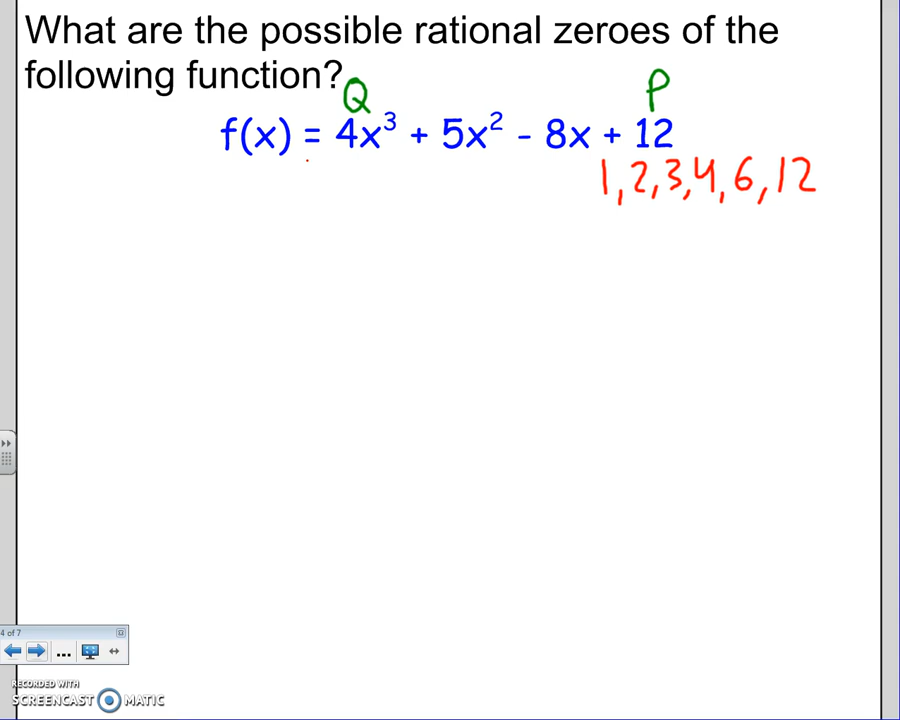 What are the possible rational zeroes of the
following function?
Q P
f(x) = 4x³ + 5x² - 8x + 12
1, 2, 3, 4, 6, 12
4 of 7
...
RECORDED WITH
SCREENCAST MATIC